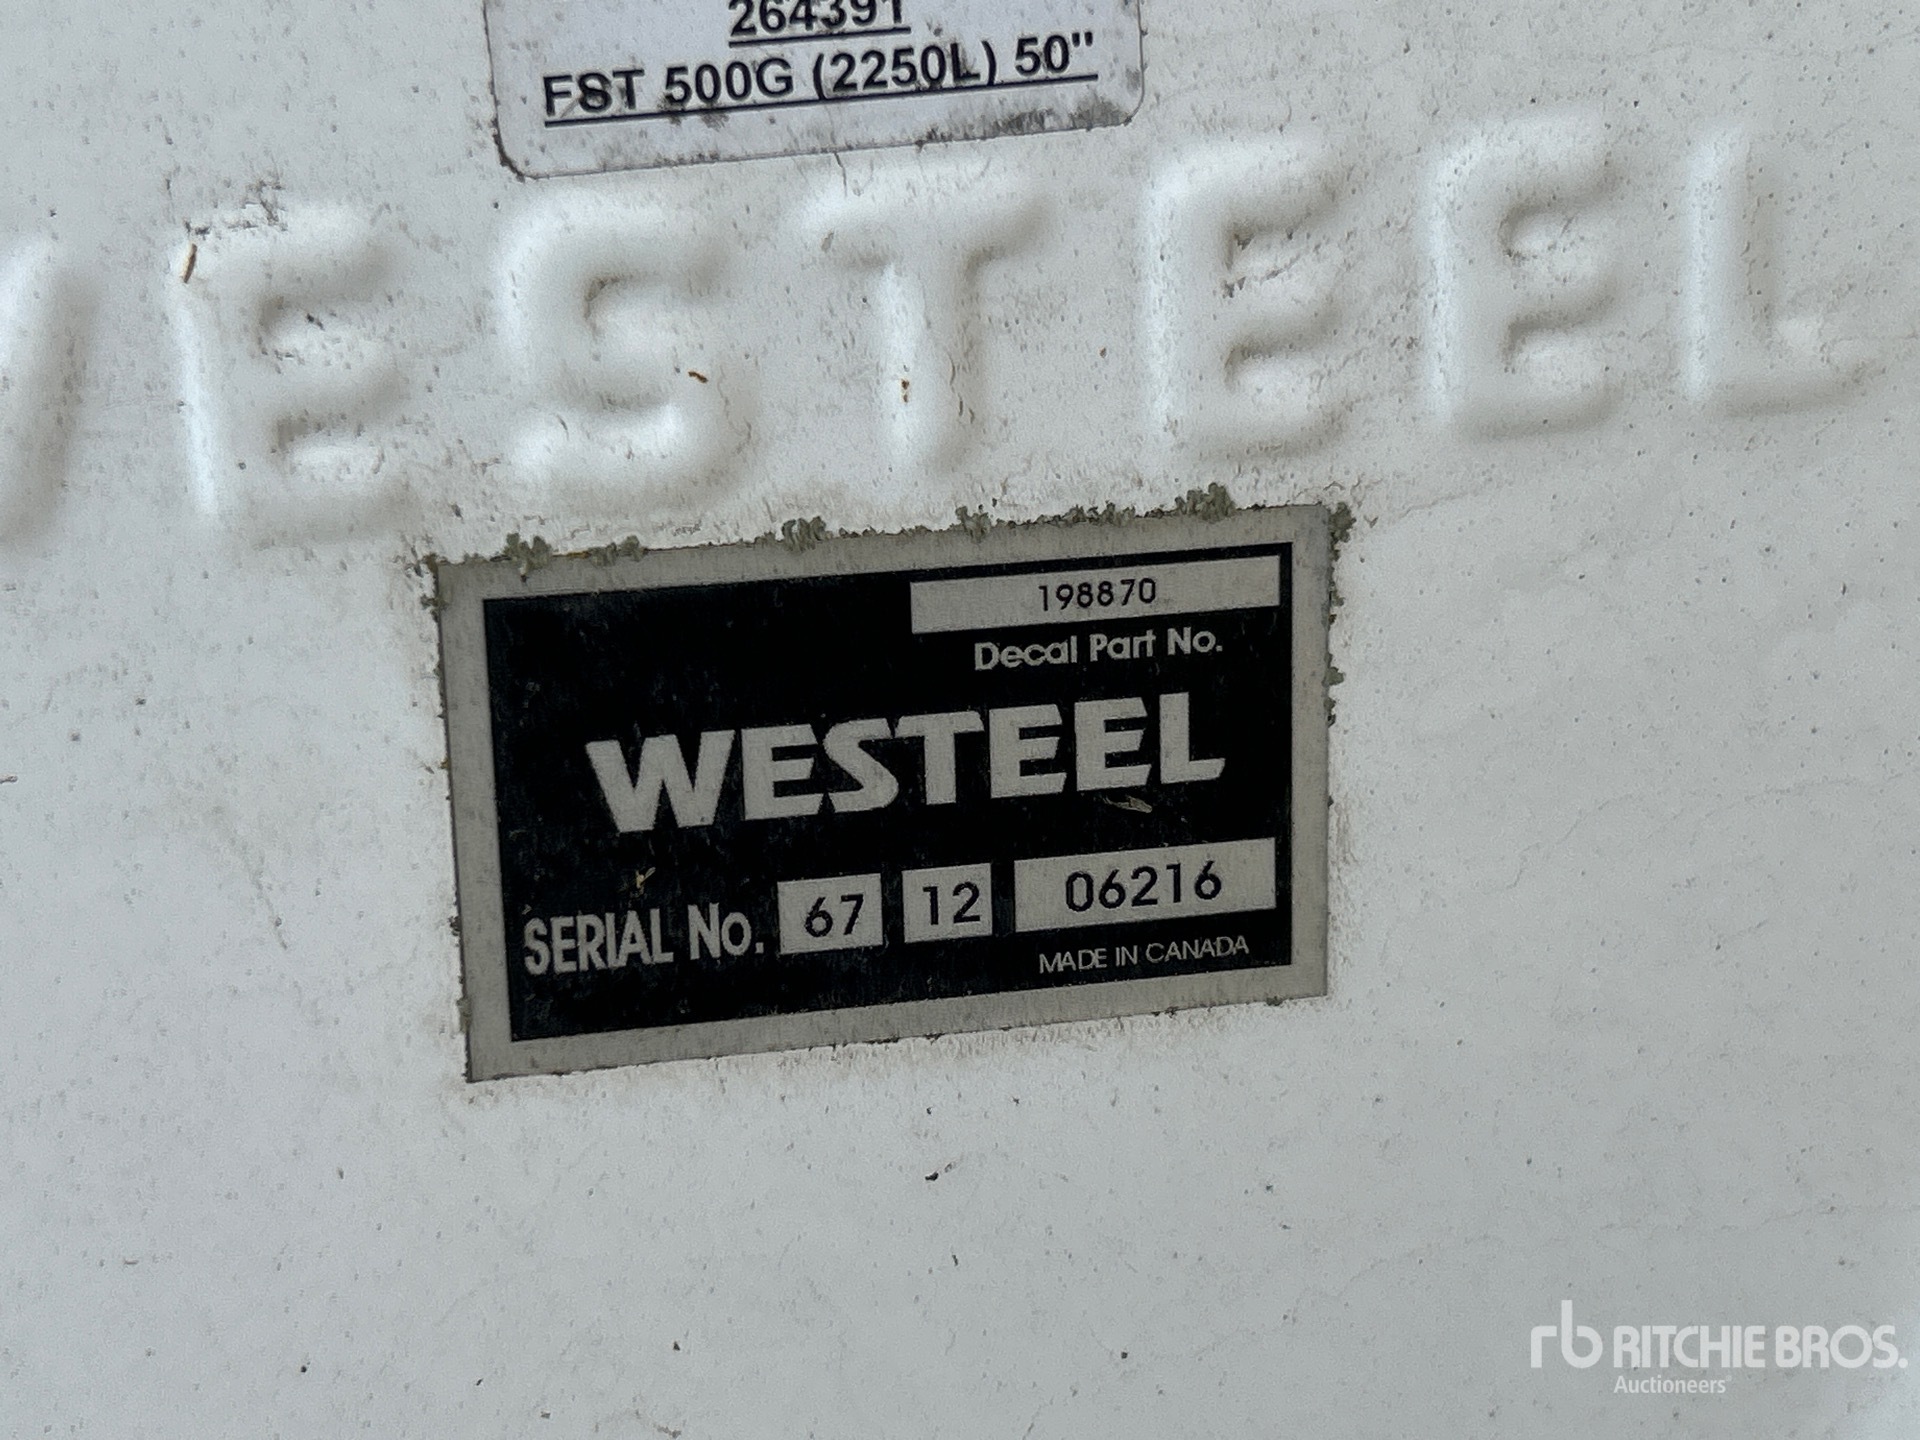 264391
FST 500G (2250L) 50"
WESTEEL
198870
Decal Part No.
WESTEEL
SERIAL No. 67 12 06216
MADE IN CANADA
rb RITCHIE BROS.
Auctioneers